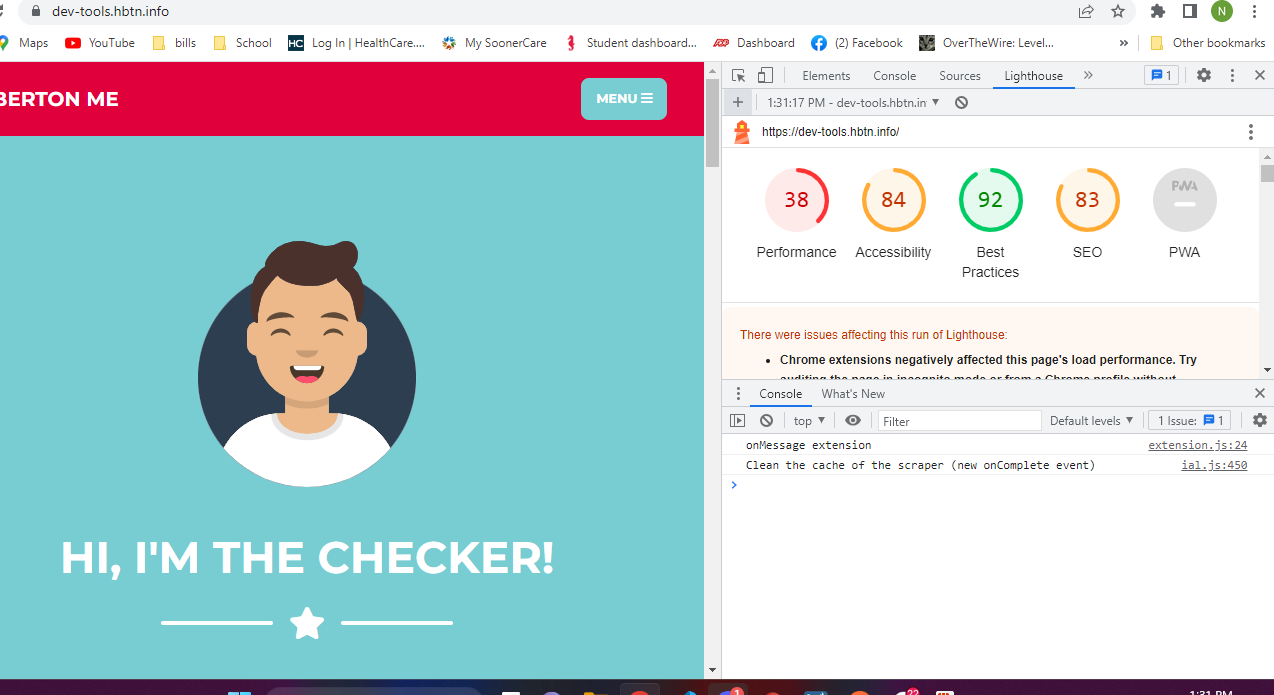 dev-tools.hbtn.info
N
Maps
YouTube
bills
School
HC
Log In | HealthCare....
My SoonerCare
Student dashboard...
ADP
Dashboard
(2) Facebook
OverTheWire: Level...
»
Other bookmarks
BERTON ME
MENU
HI, I'M THE CHECKER!
Elements
Console
Sources
Lighthouse
»
1
1:31:17 PM - dev-tools.hbtn.in
https://dev-tools.hbtn.info/
38
84
92
83
PWA
Performance
Accessibility
Best
Practices
SEO
PWA
There were issues affecting this run of Lighthouse:
Chrome extensions negatively affected this page's load performance. Try
auditing the page in incognito mode or from a Chrome profile without
Console
What's New
top
Filter
Default levels
1 Issue: 1
onMessage extension
extension.js:24
Clean the cache of the scraper (new onComplete event)
ial.js:450
1
22
1:31 PM